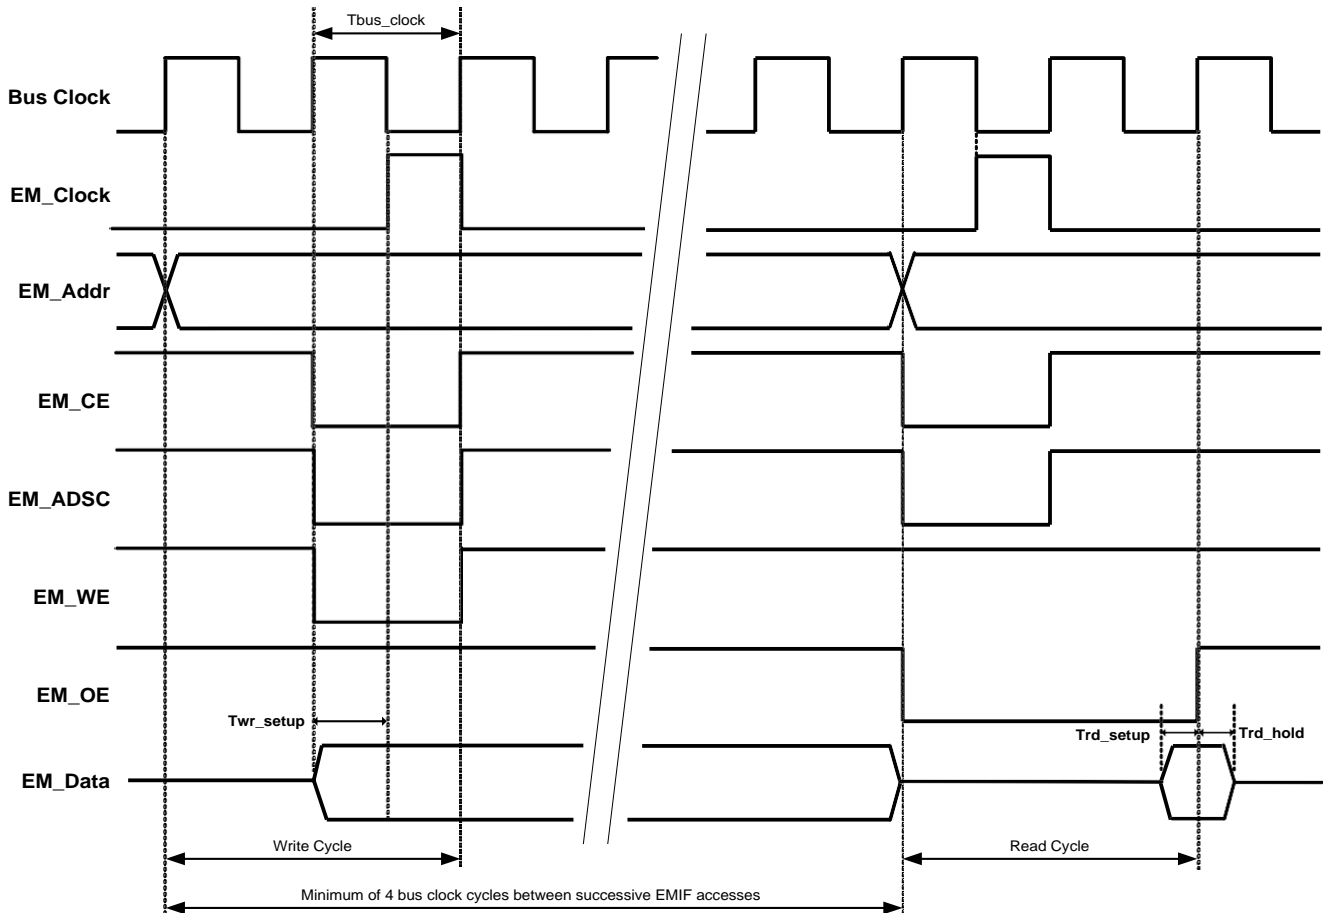 Tbus_clock
Bus Clock
EM_Clock
EM_Addr
EM_CE
EM_ADSC
EM_WE
EM_OE
Twr_setup
Trd_setup
Trd_hold
EM_Data
Write Cycle
Read Cycle
Minimum of 4 bus clock cycles between successive EMIF accesses